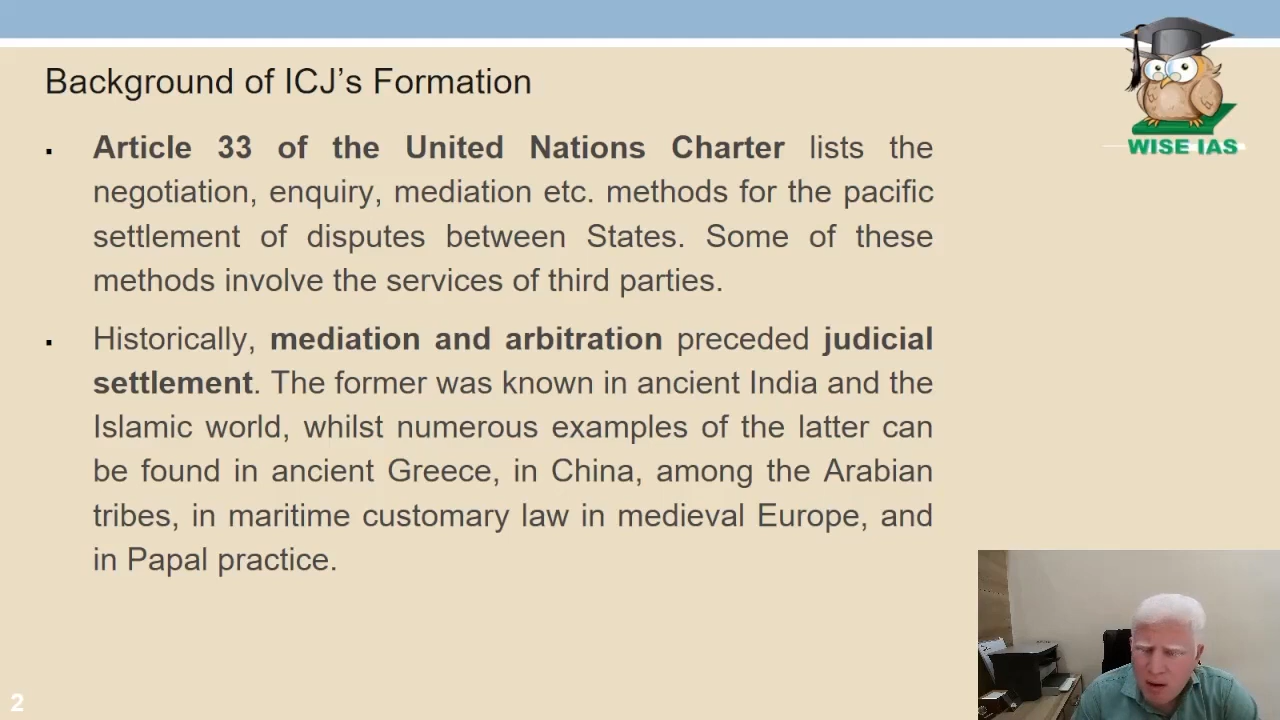 Background of ICJ’s Formation
WISE IAS
▪ Article 33 of the United Nations Charter lists the
negotiation, enquiry, mediation etc. methods for the pacific
settlement of disputes between States. Some of these
methods involve the services of third parties.
▪ Historically, mediation and arbitration preceded judicial
settlement. The former was known in ancient India and the
Islamic world, whilst numerous examples of the latter can
be found in ancient Greece, in China, among the Arabian
tribes, in maritime customary law in medieval Europe, and
in Papal practice.
2